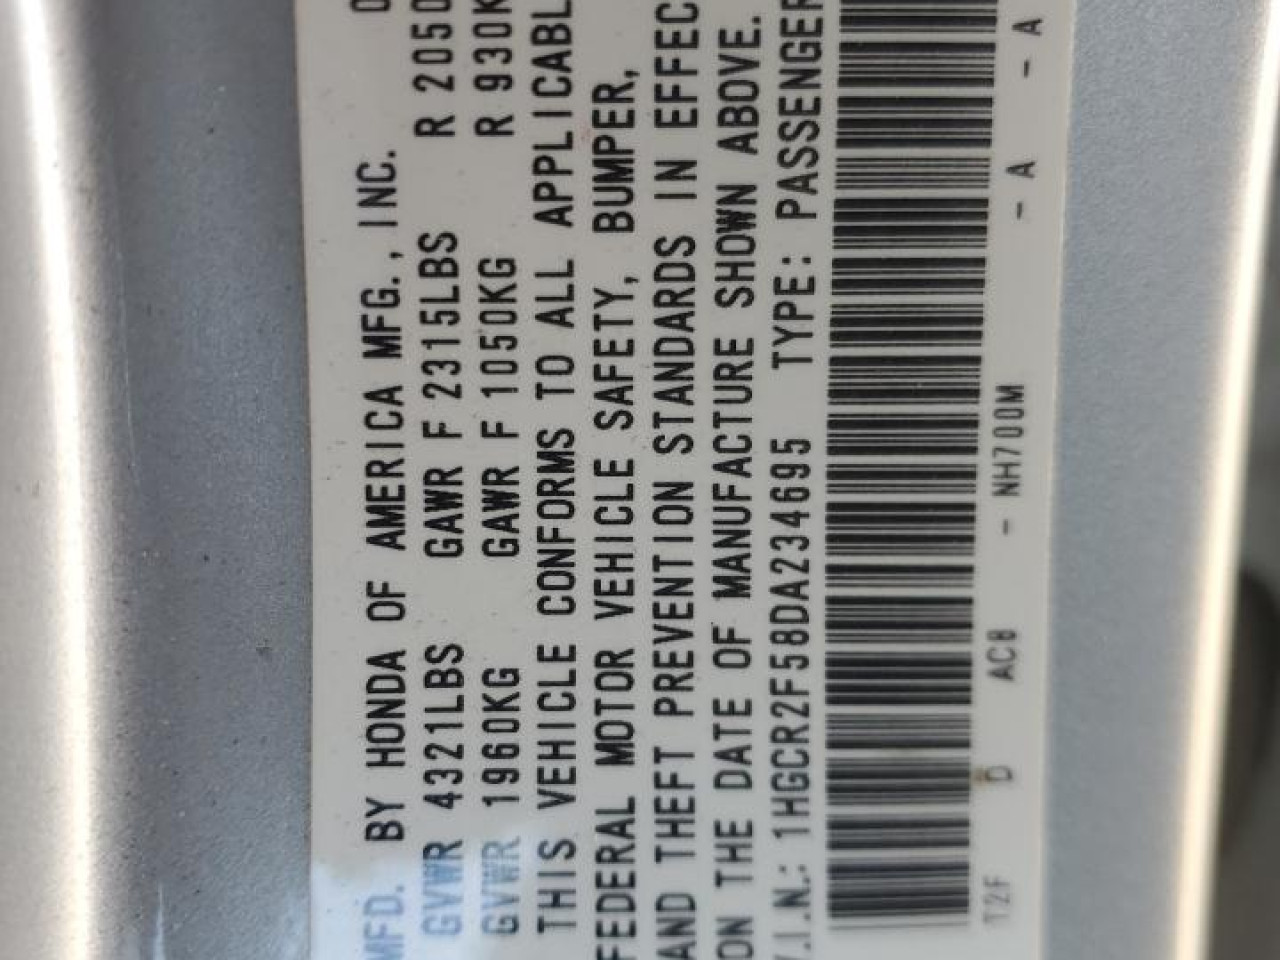 MFD. BY HONDA OF AMERICA MFG., INC. 0
GVWR 4321LBS GAWR F 2315LBS R 2050
GVWR 1960KG GAWR F 1050KG R 930K
THIS VEHICLE CONFORMS TO ALL APPLICABL
FEDERAL MOTOR VEHICLE SAFETY, BUMPER,
AND THEFT PREVENTION STANDARDS IN EFFEC
ON THE DATE OF MANUFACTURE SHOWN ABOVE.
V.I.N.: 1HGCR2F58DA234695 TYPE: PASSENGER
T2F D AC8 - NH700M - A - A